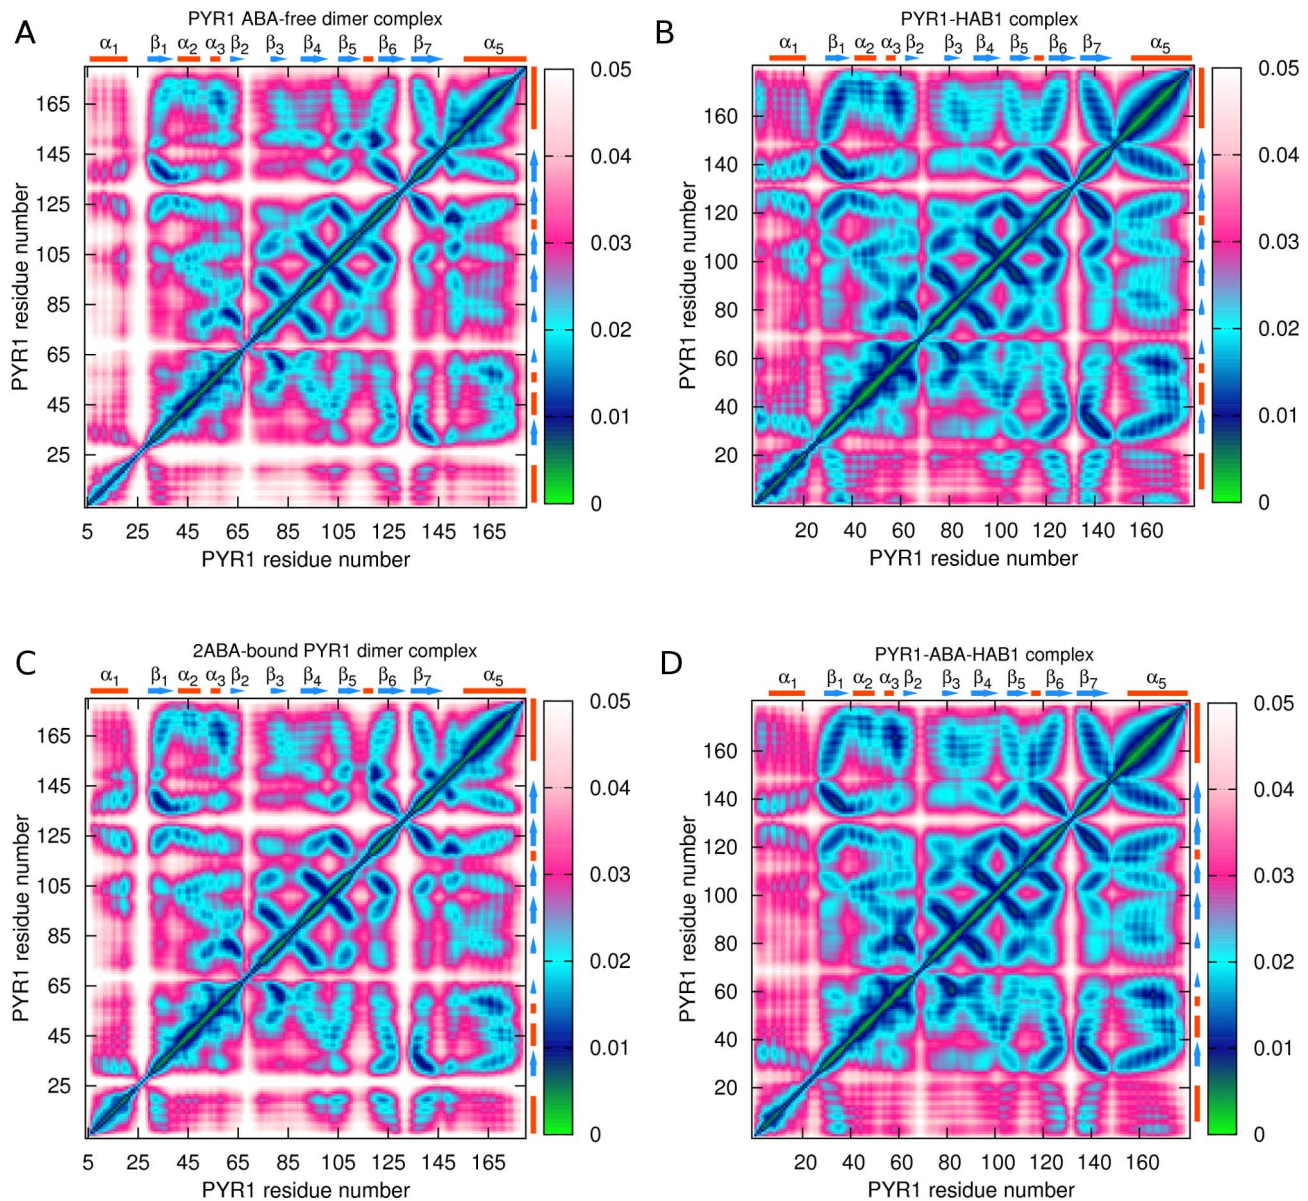 A
PYR1 ABA-free dimer complex
α1 β1 α2 α3 β2 β3 β4 β5 β6 β7 α5
PYR1 residue number
165
145
125
105
85
65
45
25
5 25 45 65 85 105 125 145 165
PYR1 residue number
0.05
0.04
0.03
0.02
0.01
0
B
PYR1-HAB1 complex
α1 β1 α2 α3 β2 β3 β4 β5 β6 β7 α5
PYR1 residue number
160
140
120
100
80
60
40
20
20 40 60 80 100 120 140 160
PYR1 residue number
0.05
0.04
0.03
0.02
0.01
0
C
2ABA-bound PYR1 dimer complex
α1 β1 α2 α3 β2 β3 β4 β5 β6 β7 α5
PYR1 residue number
165
145
125
105
85
65
45
25
5 25 45 65 85 105 125 145 165
PYR1 residue number
0.05
0.04
0.03
0.02
0.01
0
D
PYR1-ABA-HAB1 complex
α1 β1 α2 α3 β2 β3 β4 β5 β6 β7 α5
PYR1 residue number
160
140
120
100
80
60
40
20
20 40 60 80 100 120 140 160
PYR1 residue number
0.05
0.04
0.03
0.02
0.01
0